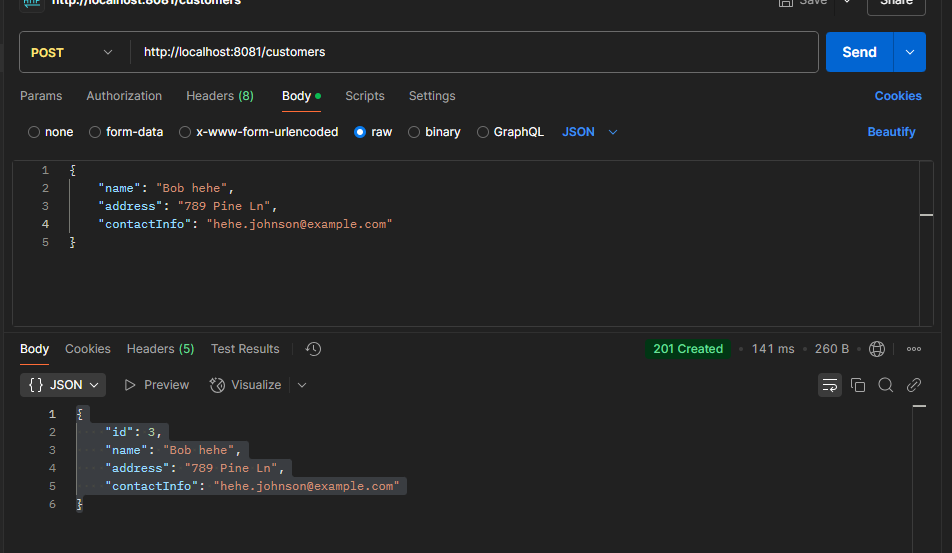 HTTP http://localhost:8081/customers Save Share
POST http://localhost:8081/customers Send
Params Authorization Headers (8) Body Scripts Settings Cookies
none form-data x-www-form-urlencoded raw binary GraphQL JSON Beautify
1 {
2 "name": "Bob hehe",
3 "address": "789 Pine Ln",
4 "contactInfo": "hehe.johnson@example.com"
5 }
Body Cookies Headers (5) Test Results 201 Created • 141 ms • 260 B
{} JSON Preview Visualize
1 {
2 "id": 3,
3 "name": "Bob hehe",
4 "address": "789 Pine Ln",
5 "contactInfo": "hehe.johnson@example.com"
6 }